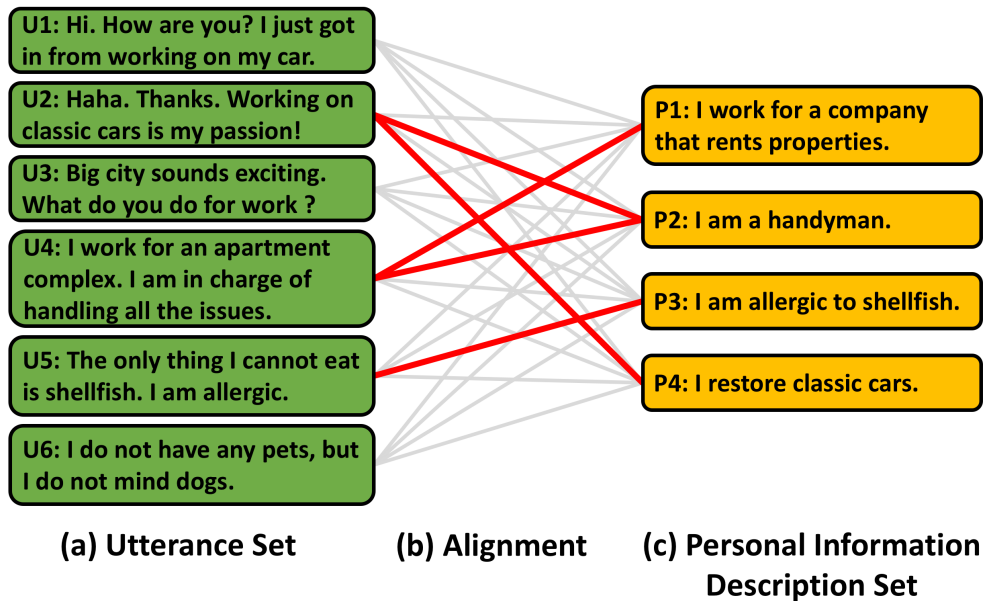 U1: Hi. How are you? I just got
in from working on my car.
U2: Haha. Thanks. Working on
classic cars is my passion!
U3: Big city sounds exciting.
What do you do for work ?
U4: I work for an apartment
complex. I am in charge of
handling all the issues.
U5: The only thing I cannot eat
is shellfish. I am allergic.
U6: I do not have any pets, but
I do not mind dogs.
P1: I work for a company
that rents properties.
P2: I am a handyman.
P3: I am allergic to shellfish.
P4: I restore classic cars.
(a) Utterance Set
(b) Alignment
(c) Personal Information
Description Set